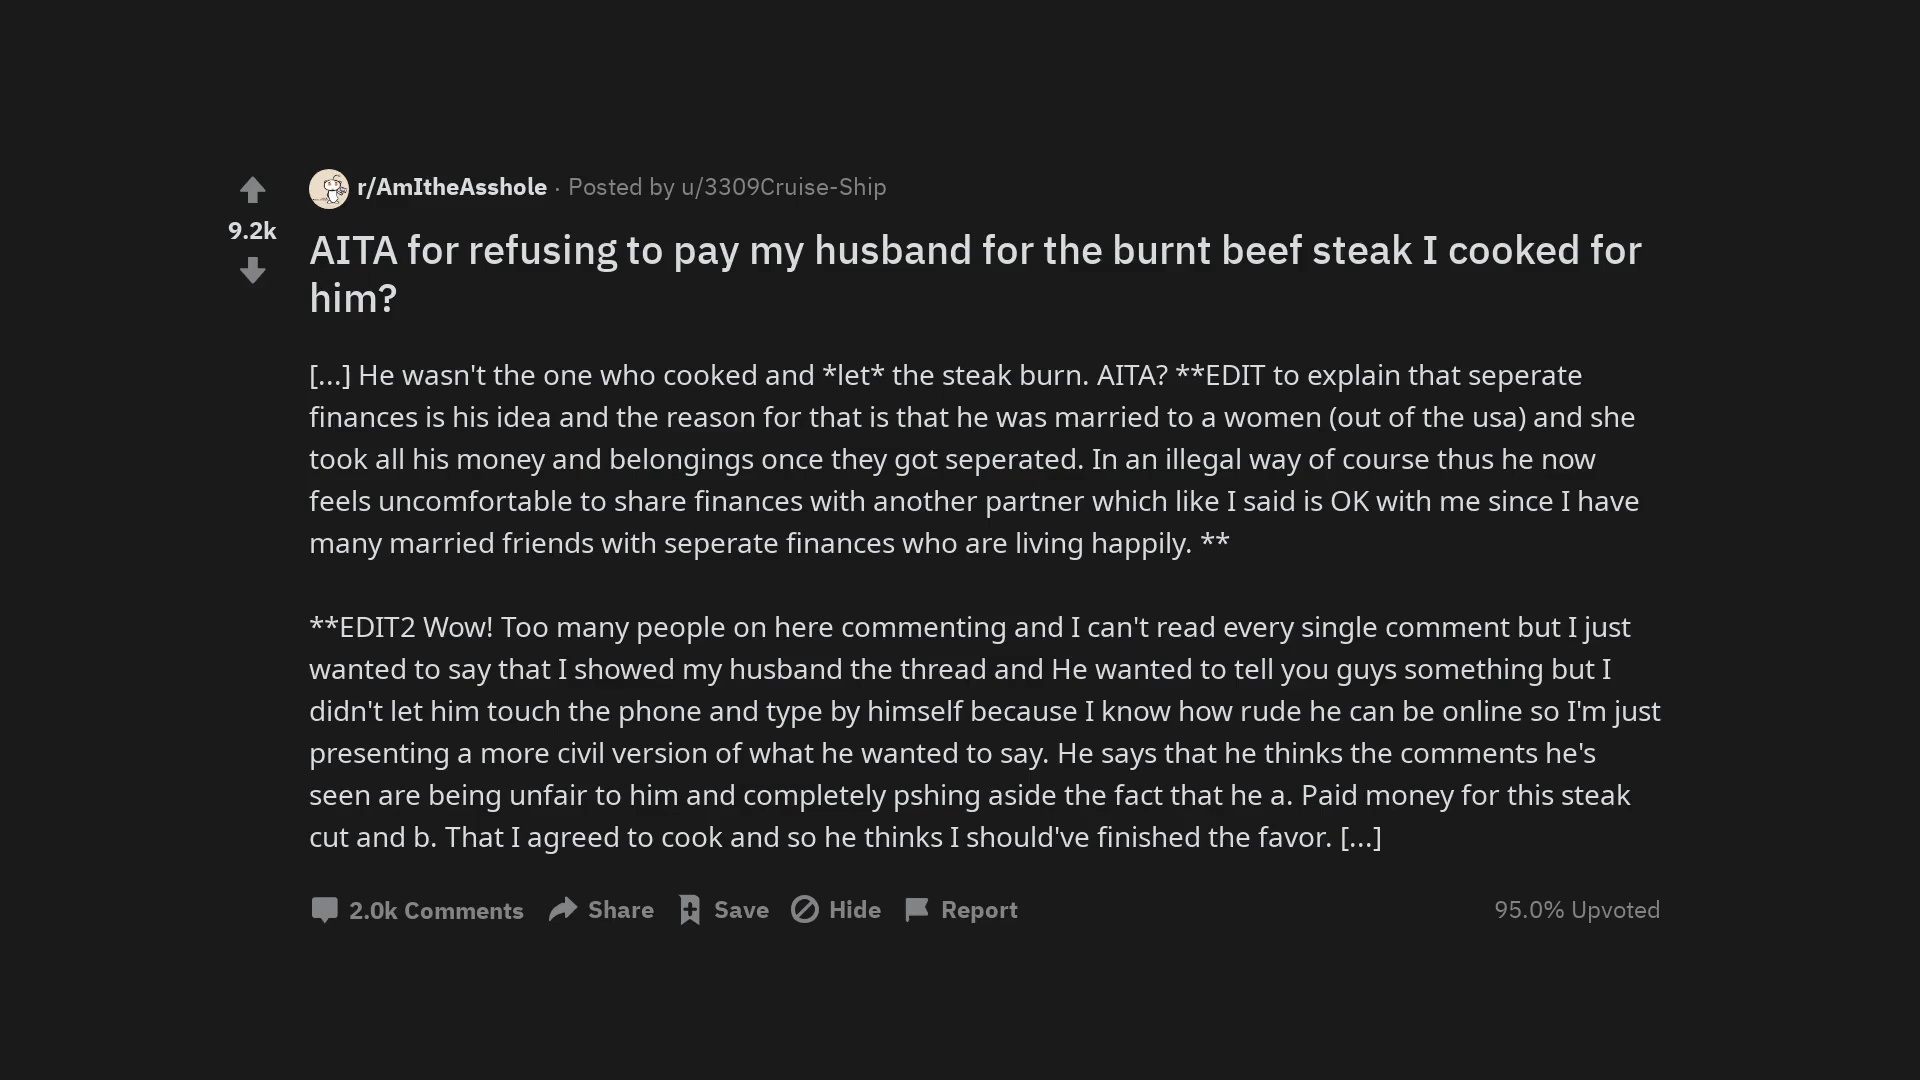 r/AmItheAsshole · Posted by u/3309Cruise-Ship
9.2k
AITA for refusing to pay my husband for the burnt beef steak I cooked for
him?
[...] He wasn't the one who cooked and *let* the steak burn. AITA? **EDIT to explain that seperate
finances is his idea and the reason for that is that he was married to a women (out of the usa) and she
took all his money and belongings once they got seperated. In an illegal way of course thus he now
feels uncomfortable to share finances with another partner which like I said is OK with me since I have
many married friends with seperate finances who are living happily. **
**EDIT2 Wow! Too many people on here commenting and I can't read every single comment but I just
wanted to say that I showed my husband the thread and He wanted to tell you guys something but I
didn't let him touch the phone and type by himself because I know how rude he can be online so I'm just
presenting a more civil version of what he wanted to say. He says that he thinks the comments he's
seen are being unfair to him and completely pshing aside the fact that he a. Paid money for this steak
cut and b. That I agreed to cook and so he thinks I should've finished the favor. [...]
2.0k Comments Share Save Hide Report 95.0% Upvoted